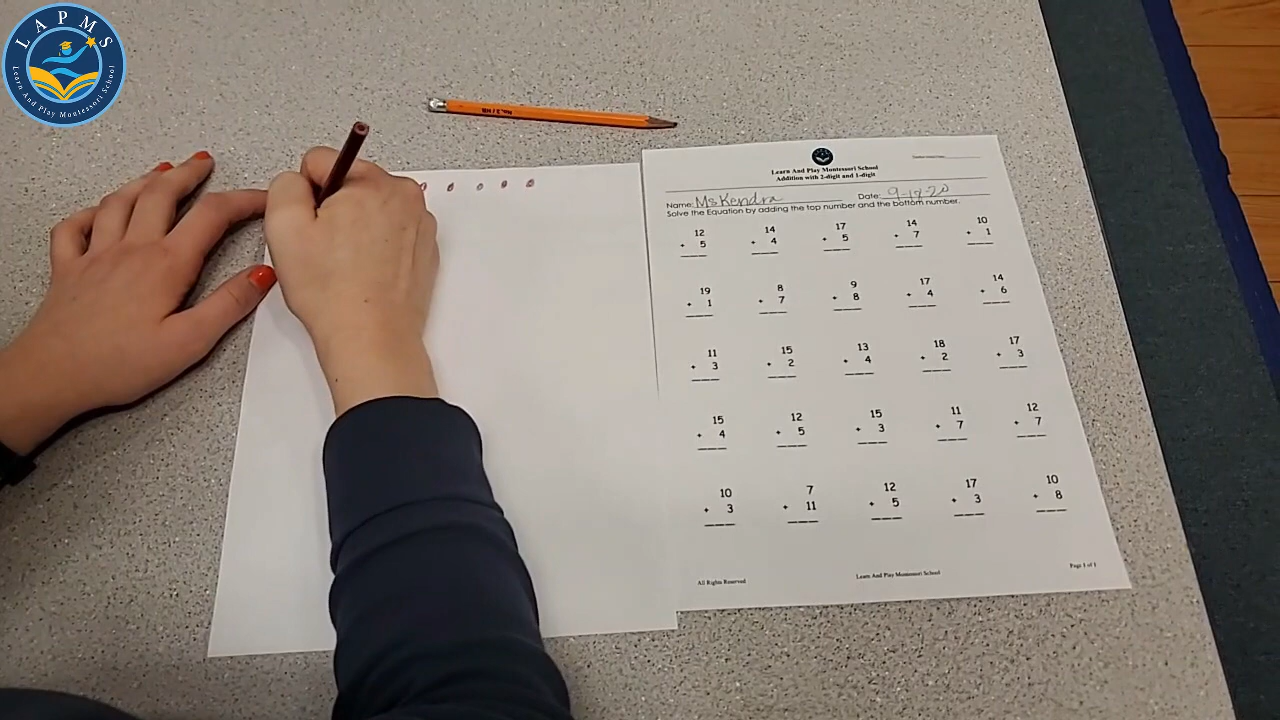 LAPMS
Learn And Play Montessori School
Learn And Play Montessori School
Addition with 2-digit and 1-digit
Name: MsKendra Date: 9-18-20
Solve the Equation by adding the top number and the bottom number.
12 14 17 14 10
+ 5 + 4 + 5 + 7 + 1
19 8 9 17 14
+ 1 + 7 + 8 + 4 + 6
11 15 13 18 17
+ 3 + 2 + 4 + 2 + 3
15 12 15 11 12
+ 4 + 5 + 3 + 7 + 7
10 7 12 17 10
+ 3 + 11 + 5 + 3 + 8
All Rights Reserved Learn And Play Montessori School Page 1 of 1